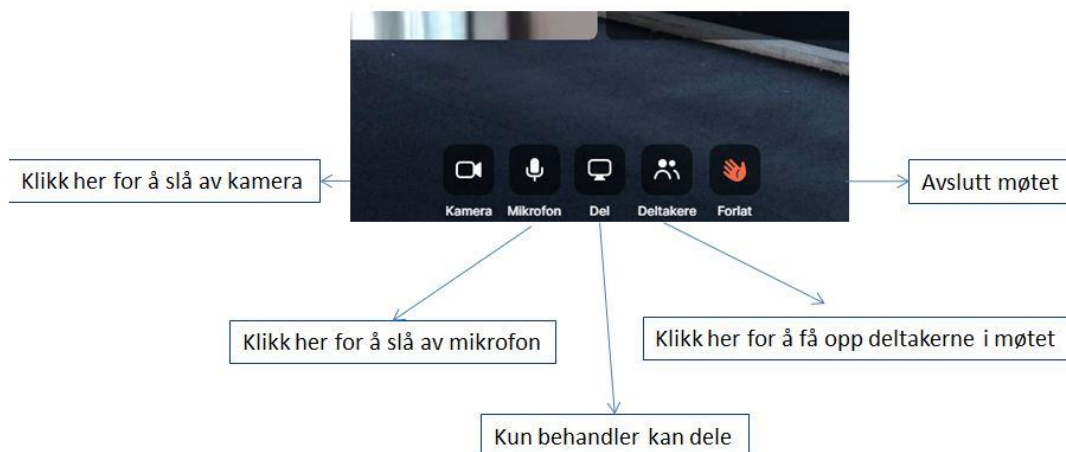 Klikk her for å slå av kamera
Avslutt møtet
Kamera Mikrofon Del Deltakere Forlat
Klikk her for å slå av mikrofon
Klikk her for å få opp deltakerne i møtet
Kun behandler kan dele